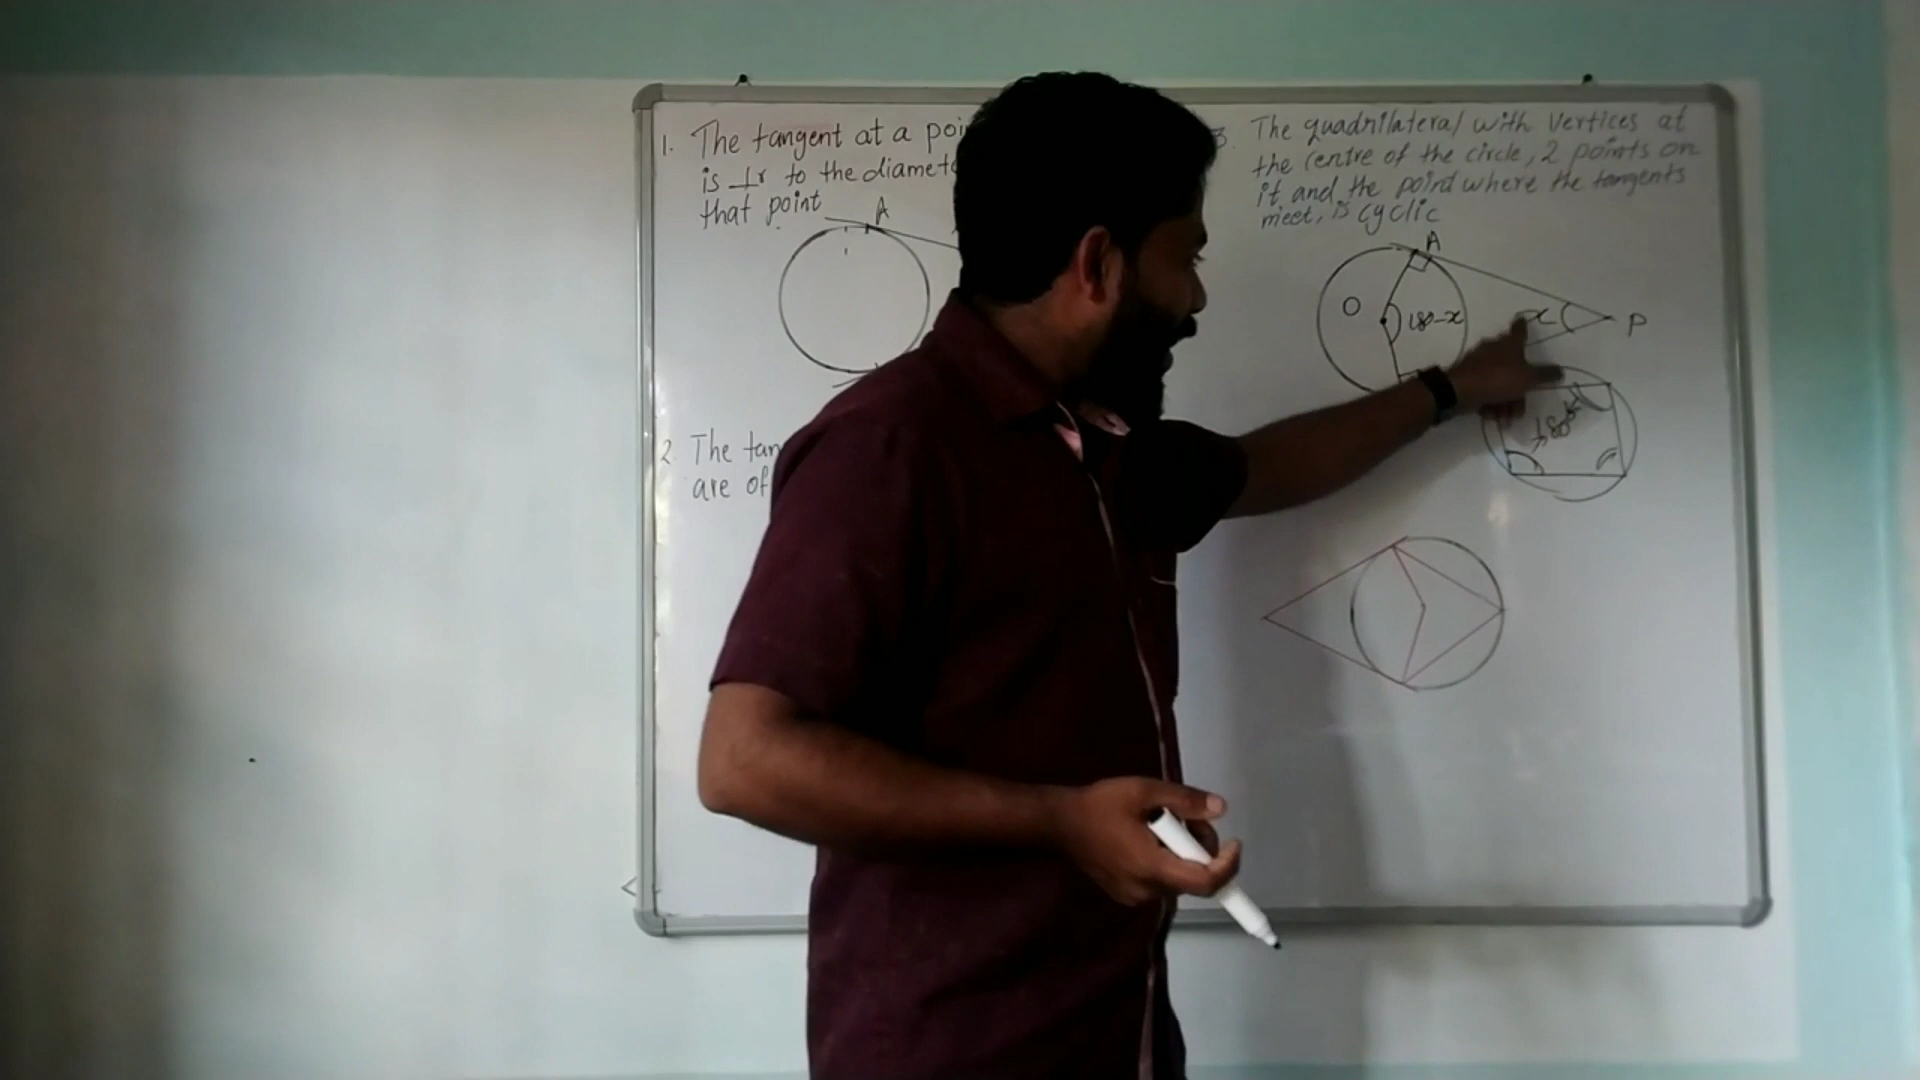 1. The tangent at a poi
is ⊥r to the diamet
that point
A
2. The tan
are of
3. The quadrilateral with vertices at
the centre of the circle, 2 points on
it and the point where the tangents
meet, is cyclic
A
O
180-x
x
P
180